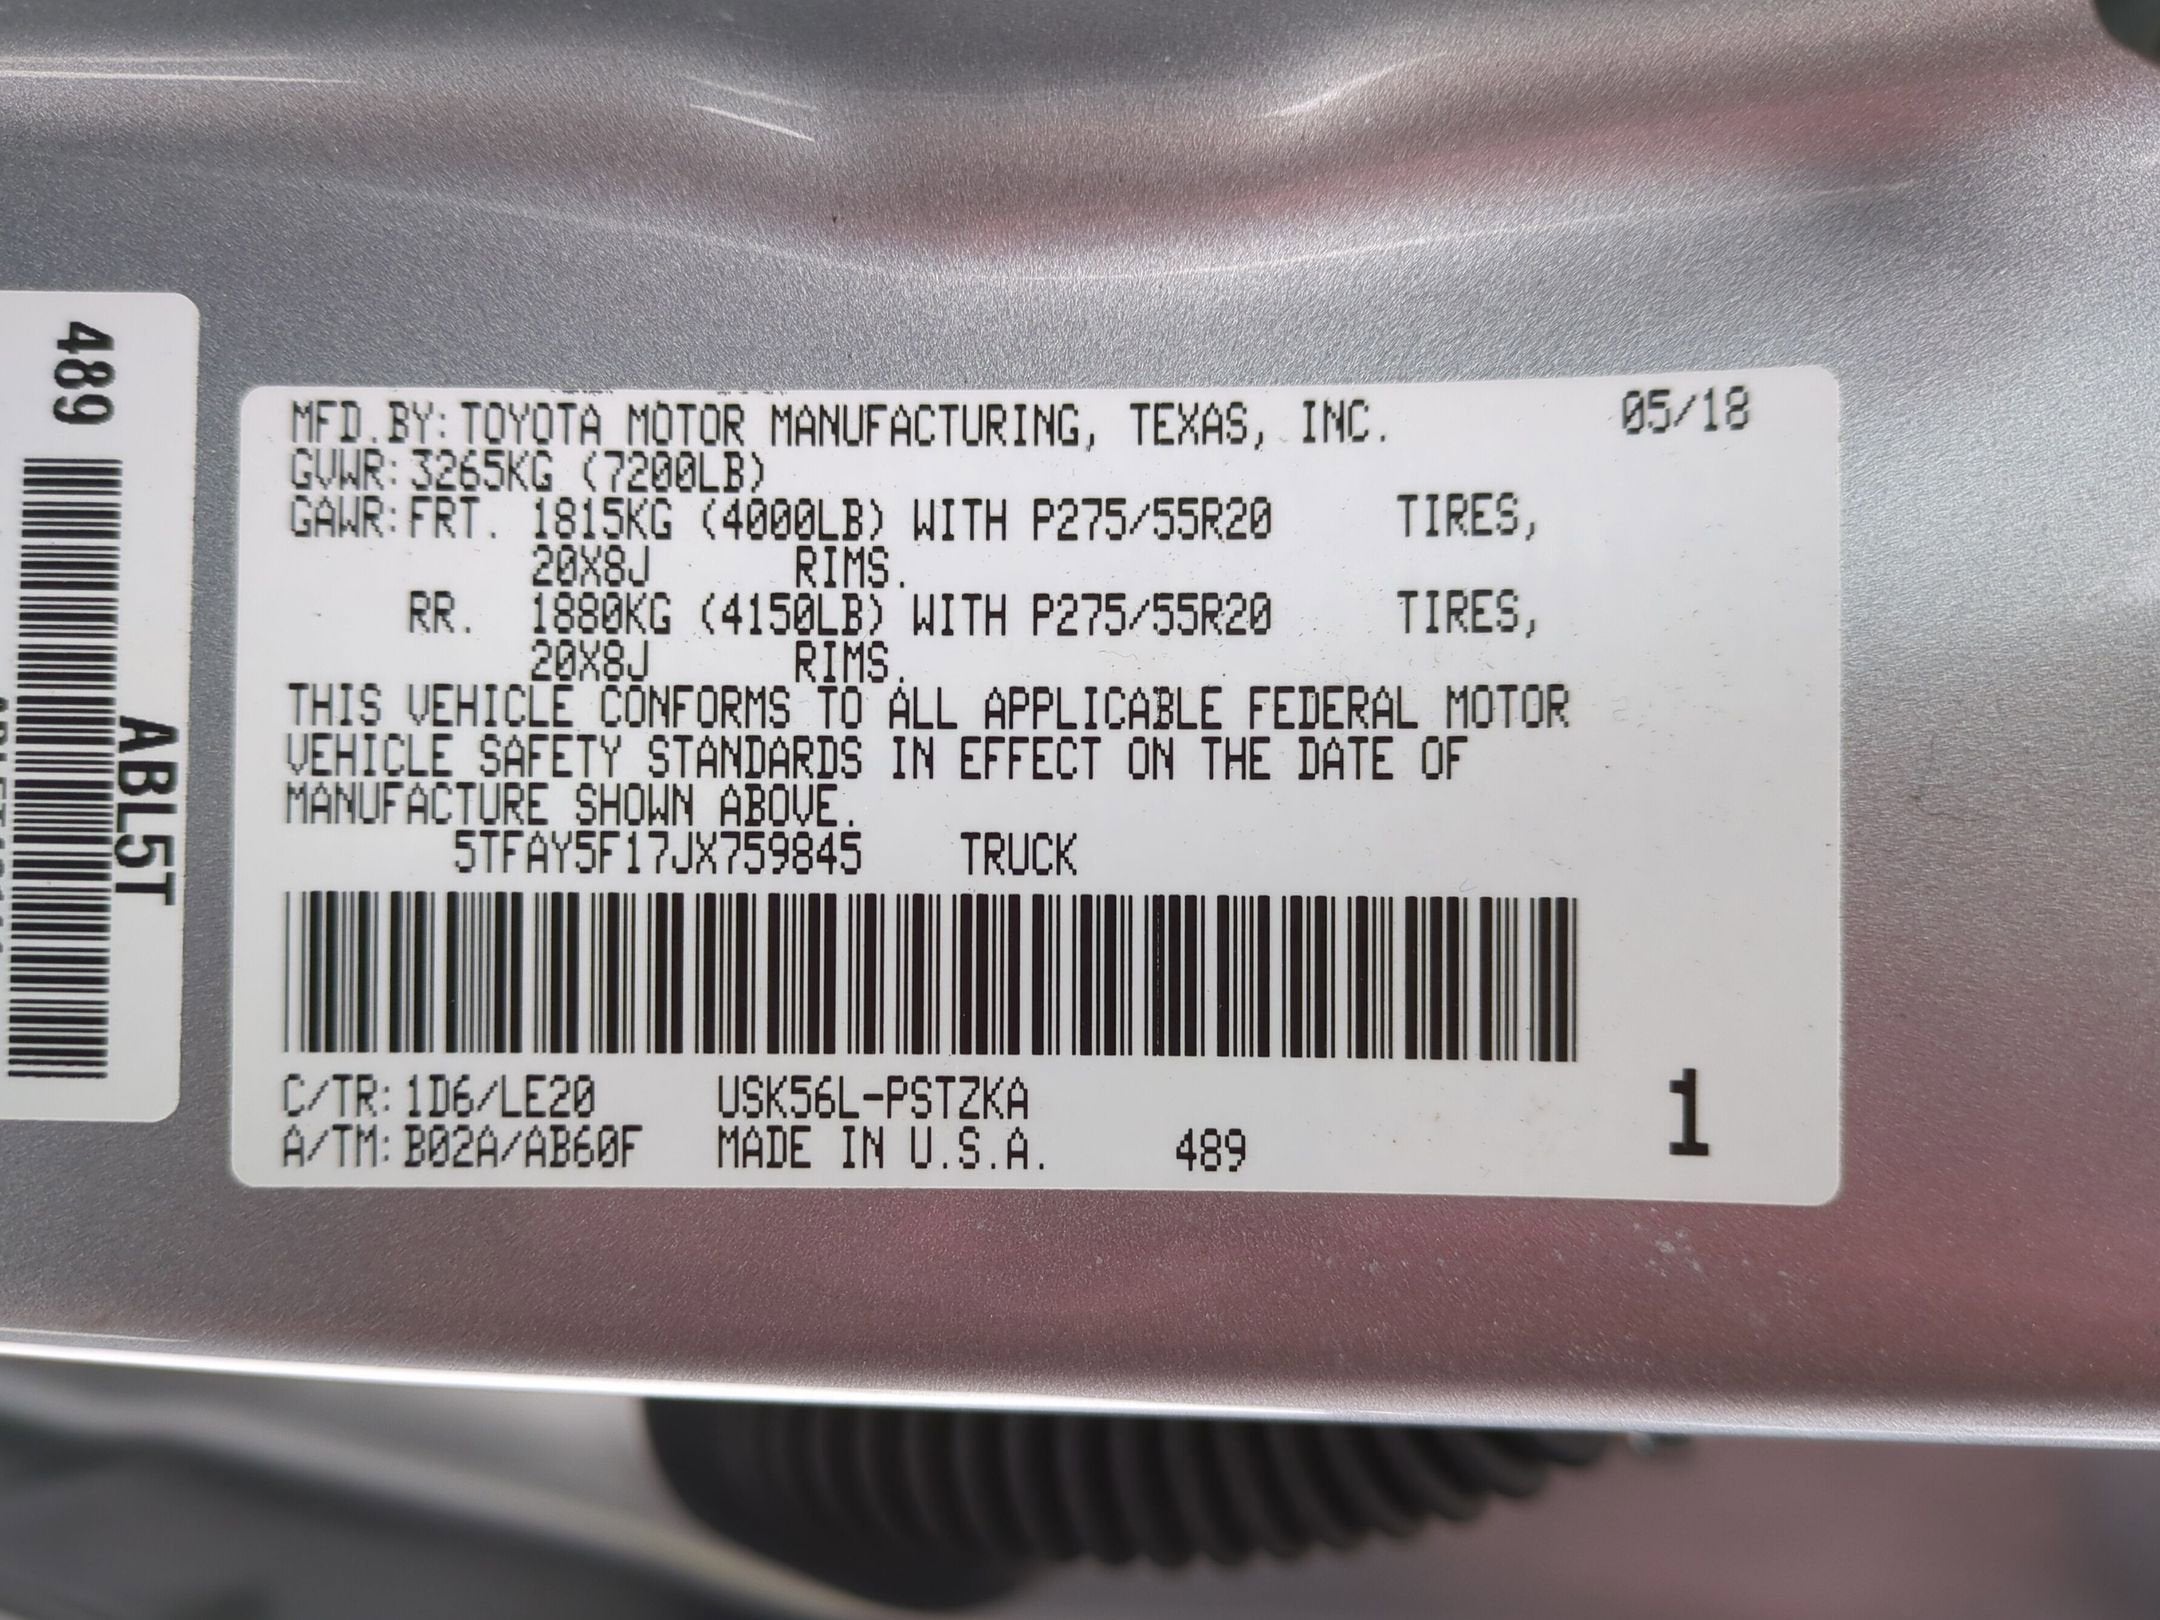 489
ABL5T
MFD.BY: TOYOTA MOTOR MANUFACTURING, TEXAS, INC. 05/18
GVWR: 3265KG (7200LB)
GAWR: FRT. 1815KG (4000LB) WITH P275/55R20 TIRES,
20X8J RIMS.
RR. 1880KG (4150LB) WITH P275/55R20 TIRES,
20X8J RIMS.
THIS VEHICLE CONFORMS TO ALL APPLICABLE FEDERAL MOTOR
VEHICLE SAFETY STANDARDS IN EFFECT ON THE DATE OF
MANUFACTURE SHOWN ABOVE.
5TFAY5F17JX759845 TRUCK
C/TR: 1D6/LE20 USK56L-PSTZKA
A/TM: B02A/AB60F MADE IN U.S.A. 489
1